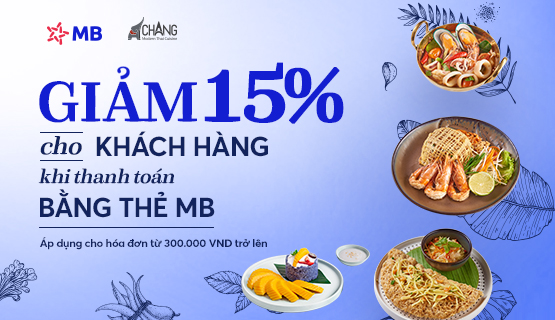 MB
CHANG
Modern Thai Cuisine
GIẢM 15%
cho KHÁCH HÀNG
khi thanh toán
BẰNG THẺ MB
Áp dụng cho hóa đơn từ 300.000 VND trở lên